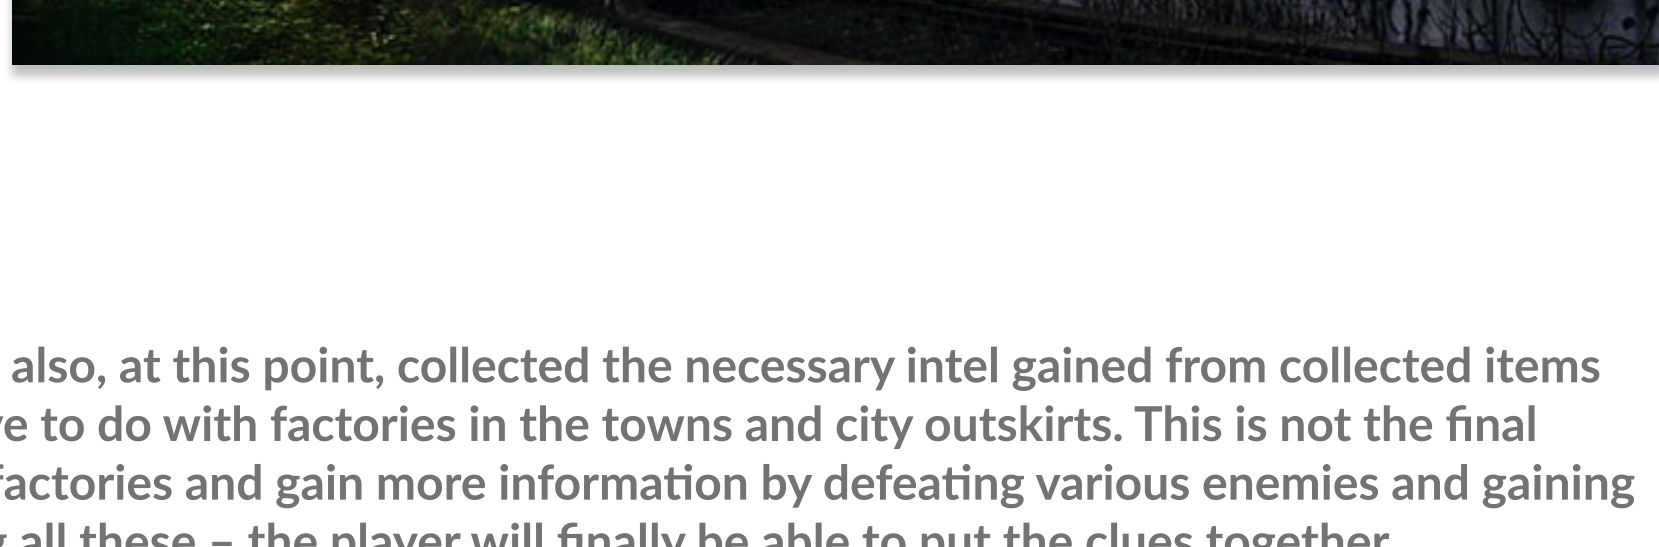 also, at this point, collected the necessary intel gained from collected items
to do with factories in the towns and city outskirts. This is not the final
factories and gain more information by defeating various enemies and gaining
all these – the player will finally be able to put the clues together